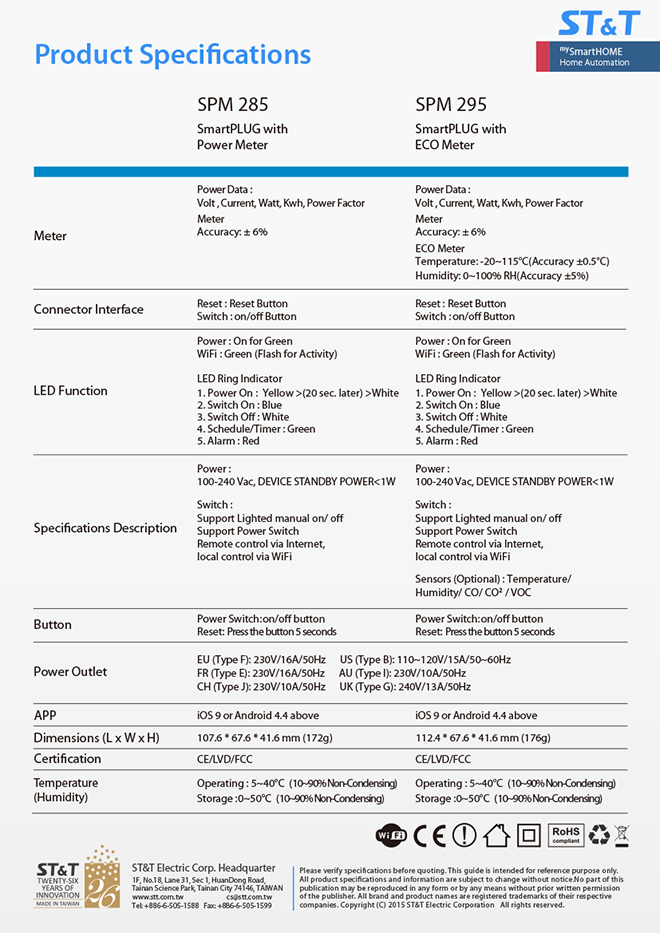 ST&T
mySmartHOME
Home Automation
Product Specifications
SPM 285
SmartPLUG with
Power Meter
SPM 295
SmartPLUG with
ECO Meter
Meter
Power Data :
Volt , Current, Watt, Kwh, Power Factor
Meter
Accuracy: ± 6%
Power Data :
Volt , Current, Watt, Kwh, Power Factor
Meter
Accuracy: ± 6%
ECO Meter
Temperature: -20~115°C(Accuracy ±0.5°C)
Humidity: 0~100% RH(Accuracy ±5%)
Connector Interface
Reset : Reset Button
Switch : on/off Button
Reset : Reset Button
Switch : on/off Button
LED Function
Power : On for Green
WiFi : Green (Flash for Activity)
LED Ring Indicator
1. Power On : Yellow >(20 sec. later) >White
2. Switch On : Blue
3. Switch Off : White
4. Schedule/Timer : Green
5. Alarm : Red
Power : On for Green
WiFi : Green (Flash for Activity)
LED Ring Indicator
1. Power On : Yellow >(20 sec. later) >White
2. Switch On : Blue
3. Switch Off : White
4. Schedule/Timer : Green
5. Alarm : Red
Specifications Description
Power :
100-240 Vac, DEVICE STANDBY POWER<1W
Switch :
Support Lighted manual on/ off
Support Power Switch
Remote control via Internet,
local control via WiFi
Power :
100-240 Vac, DEVICE STANDBY POWER<1W
Switch :
Support Lighted manual on/ off
Support Power Switch
Remote control via Internet,
local control via WiFi
Sensors (Optional) : Temperature/
Humidity/ CO/ CO² / VOC
Button
Power Switch:on/off button
Reset: Press the button 5 seconds
Power Switch:on/off button
Reset: Press the button 5 seconds
Power Outlet
EU (Type F): 230V/16A/50Hz US (Type B): 110~120V/15A/50~60Hz
FR (Type E): 230V/16A/50Hz AU (Type I): 230V/10A/50Hz
CH (Type J): 230V/10A/50Hz UK (Type G): 240V/13A/50Hz
APP
iOS 9 or Android 4.4 above
iOS 9 or Android 4.4 above
Dimensions (L x W x H)
107.6 * 67.6 * 41.6 mm (172g)
112.4 * 67.6 * 41.6 mm (176g)
Certification
CE/LVD/FCC
CE/LVD/FCC
Temperature
(Humidity)
Operating : 5~40°C (10~90% Non-Condensing)
Storage :0~50°C (10~90% Non-Condensing)
Operating : 5~40°C (10~90% Non-Condensing)
Storage :0~50°C (10~90% Non-Condensing)
Wi Fi
CE
RoHS
compliant
ST&T
TWENTY-SIX
YEARS OF
INNOVATION
MADE IN TAIWAN
26
ST&T Electric Corp. Headquarter
1F, No.18, Lane 31, Sec 1, HuanDong Road,
Tainan Science Park, Tainan City 74146, TAIWAN
www.stt.com.tw cs@stt.com.tw
Tel: +886-6-505-1588 Fax: +886-6-505-1599
Please verify specifications before quoting. This guide is intended for reference purpose only.
All product specifications and information are subject to change without notice.No part of this
publication may be reproduced in any form or by any means without prior written permission
of the publisher. All brand and product names are registered trademarks of their respective
companies. Copyright (C) 2015 ST&T Electric Corporation All rights reserved.